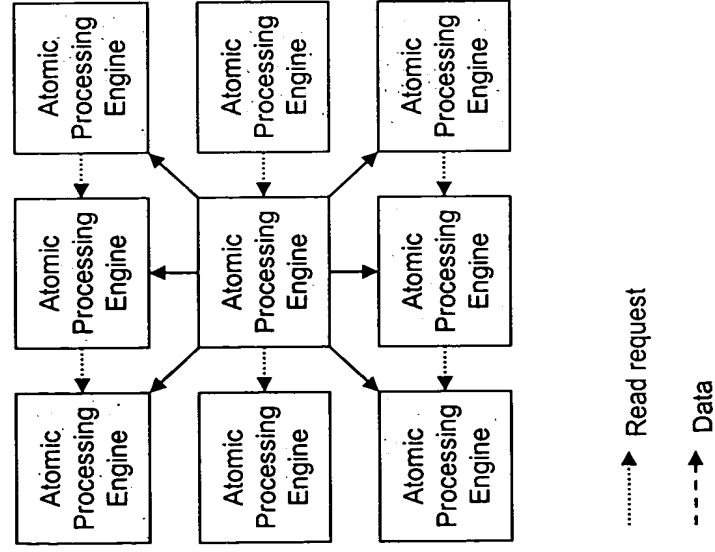 Atomic
Processing
Engine
Atomic
Processing
Engine
Atomic
Processing
Engine
Atomic
Processing
Engine
Atomic
Processing
Engine
Atomic
Processing
Engine
Atomic
Processing
Engine
Atomic
Processing
Engine
Atomic
Processing
Engine
Read request
Data